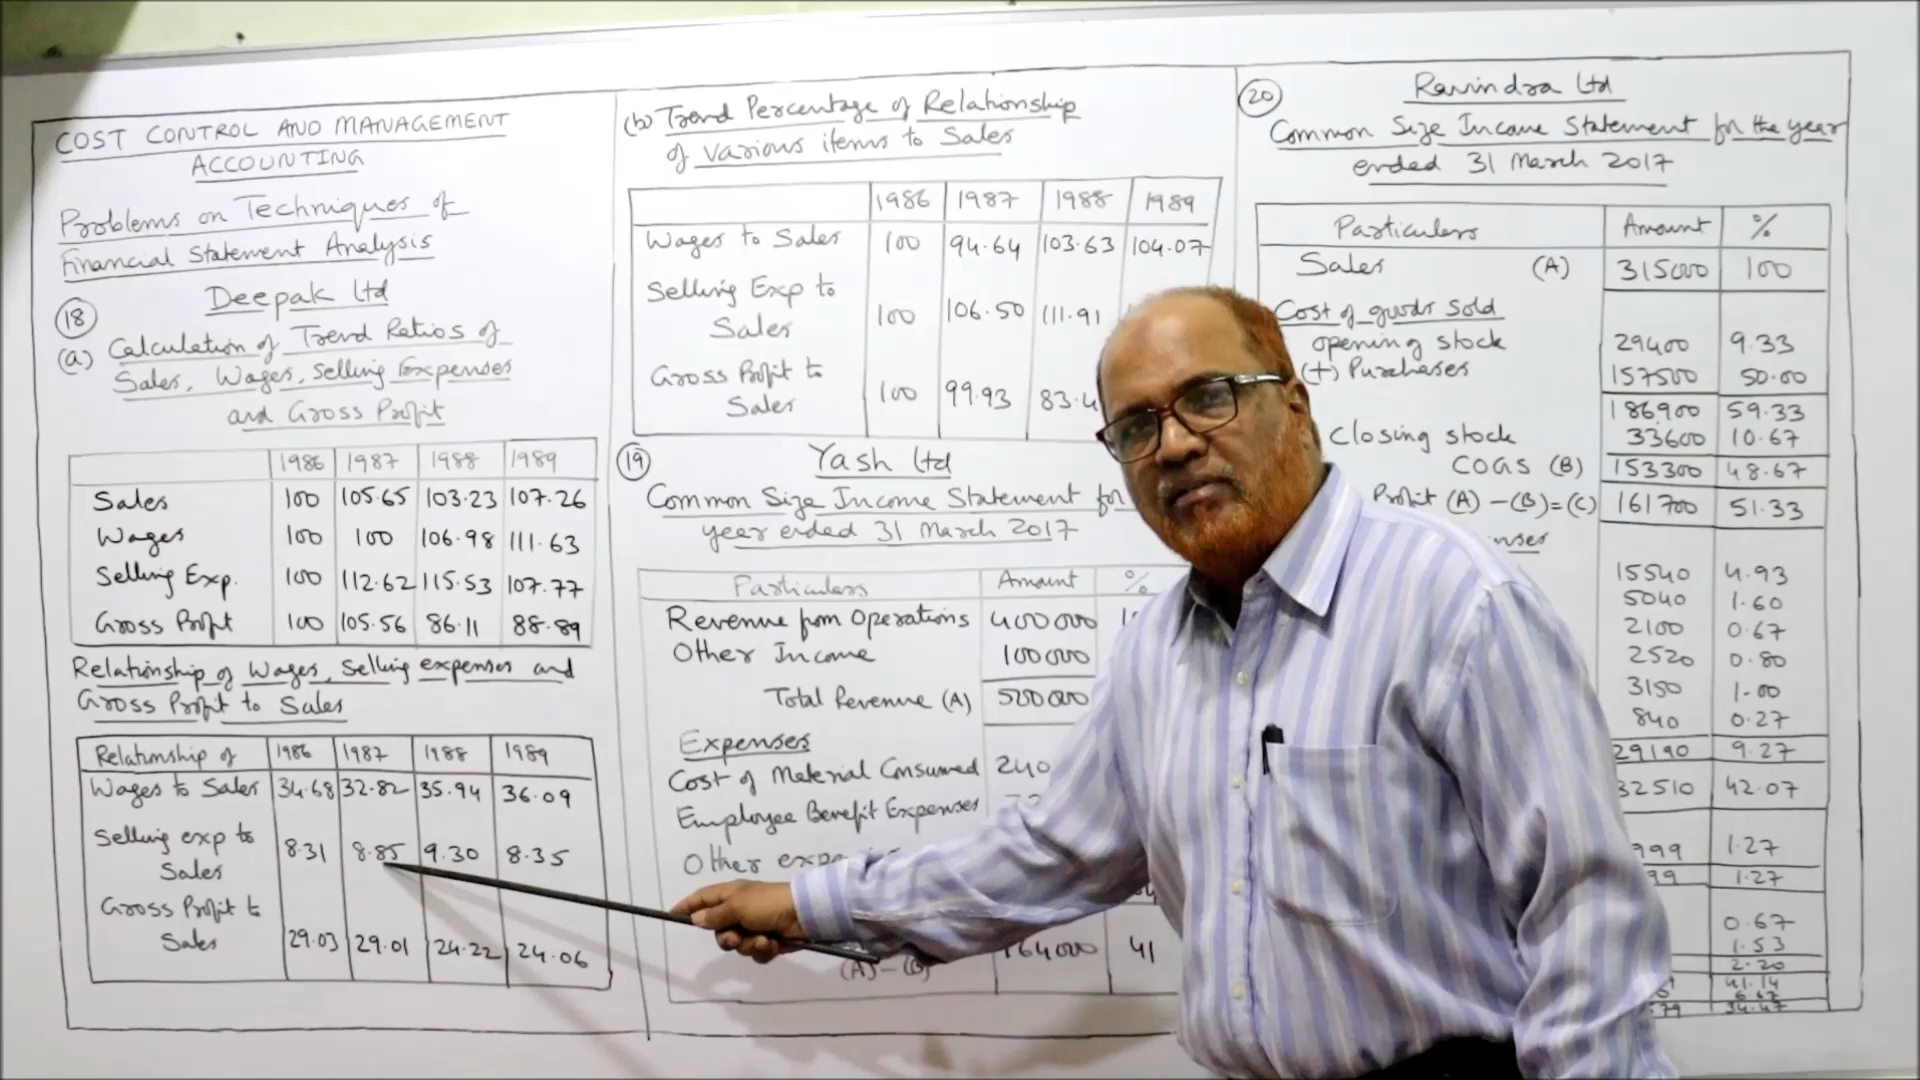 COST CONTROL AND MANAGEMENT
ACCOUNTING
Problems on Techniques of
Financial Statement Analysis
18 Deepak Ltd
(a) Calculation of Trend Ratios of
Sales, Wages, Selling Expenses
and Gross Profit
1986 1987 1988 1989
Sales 100 105.65 103.23 107.26
Wages 100 100 106.98 111.63
Selling Exp. 100 112.62 115.53 107.77
Gross Profit 100 105.56 86.11 88.89
Relationship of Wages, Selling expenses and
Gross Profit to Sales
Relationship of 1986 1987 1988 1989
Wages to Sales 34.68 32.82 35.94 36.09
Selling exp to
Sales 8.31 8.85 9.30 8.35
Gross Profit to
Sales 29.03 29.01 24.22 24.06
(b) Trend Percentage of Relationship
of various items to Sales
1986 1987 1988 1989
Wages to Sales 100 94.64 103.63 104.07
Selling Exp to
Sales 100 106.50 111.91
Gross Profit to
Sales 100 99.93 83.4
19 Yash Ltd
Common Size Income Statement for
year ended 31 March 2017
Particulars Amount %
Revenue from Operations 400000
Other Income 100000
Total Revenue (A) 500000
Expenses
Cost of Material Consumed 240
Employee Benefit Expenses
Other
(A) - (B) 164000 41
20 Ravindra Ltd
Common Size Income Statement for the year
ended 31 March 2017
Particulars Amount %
Sales (A) 315000 100
Cost of goods sold
opening stock 29400 9.33
(+) Purchases 157500 50.00
186900 59.33
Closing stock 33600 10.67
COGS (B) 153300 48.67
Profit (A) - (B) = (C) 161700 51.33
15540 4.93
5040 1.60
2100 0.67
2520 0.80
3150 1.00
840 0.27
29190 9.27
32510 42.07
999 1.27
99 1.27
0.67
1.53
2.20
41.14
6.67
.79 34.47